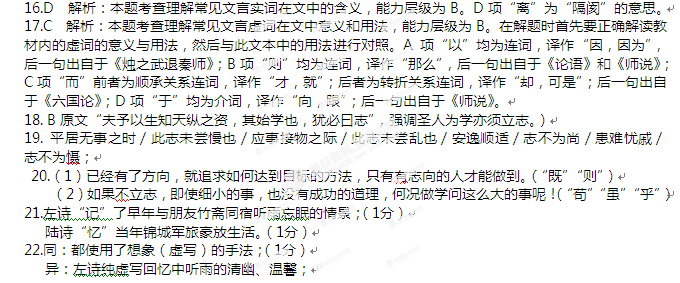 16.D 解析：本题考查理解常见文言实词在文中的含义，能力层级为 B。D 项“离”为“隔阂”的意思。
17.C 解析：本题考查理解常见文言虚词在文中意义和用法，能力层级为 B。在解题时首先要正确解读教
材内的虚词的意义与用法，然后与此文本中的用法进行对照。A 项“以”均为连词，译作“因，因为”，
后一句出自于《烛之武退秦师》；B 项“则”均为连词，译作“那么”，后一句出自于《论语》和《师说》；
C 项“而”前者为顺承关系连词，译作“才，就”；后者为转折关系连词，译作“却，可是”；后一句出自
于《六国论》；D 项“于”均为介词，译作“向，跟”；后一句出自于《师说》。
18. B 原文“夫予以生知天纵之资，其始学也，犹必曰志”，强调圣人为学亦须立志。）
19. 平居无事之时/此志未尝慢也/应事接物之际/此志未尝乱也/安逸顺适/志不为尚/患难忧戚/
志不为慑；
20.（1）已经有了方向，就追求如何达到目标的方法，只有有志向的人才能做到。（“既”“则”）
（2）如果不立志，即使细小的事，也没有成功的道理，何况做学问这么大的事呢！（“苟”“虽”“乎”）
21.左诗“记”了早年与朋友竹斋同宿听雨忘眠的情景；（1分）
陆诗“忆”当年锦城军旅豪放生活。（1分）
22.同：都使用了想象（虚写）的手法；（1分）
异：左诗纯虚写回忆中听雨的清幽、温馨；